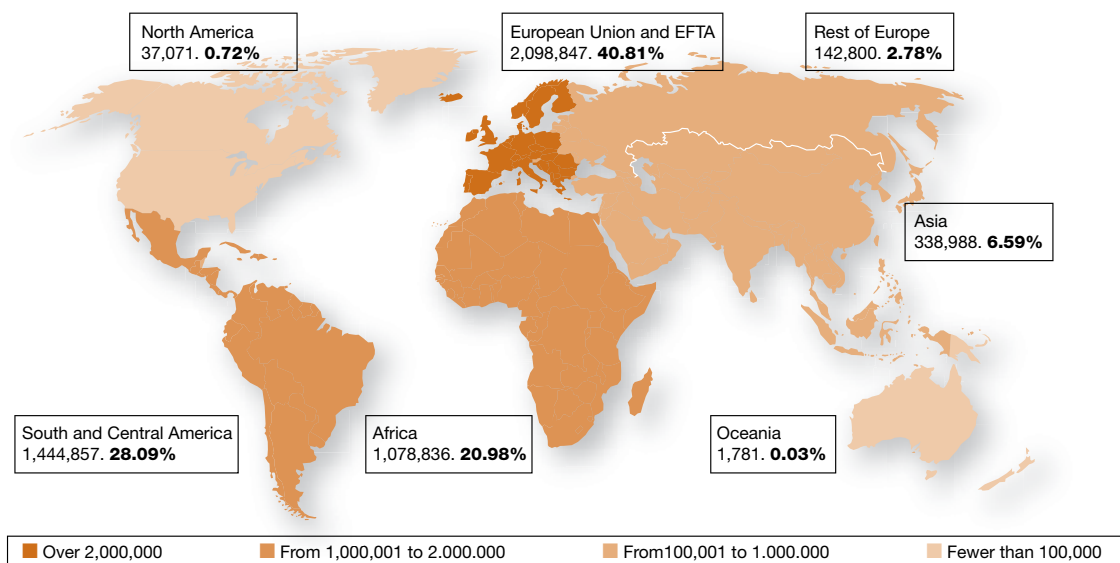 North America
37,071. 0.72%
European Union and EFTA
2,098,847. 40.81%
Rest of Europe
142,800. 2.78%
Asia
338,988. 6.59%
South and Central America
1,444,857. 28.09%
Africa
1,078,836. 20.98%
Oceania
1,781. 0.03%
Over 2,000,000
From 1,000,001 to 2.000.000
From100,001 to 1.000.000
Fewer than 100,000